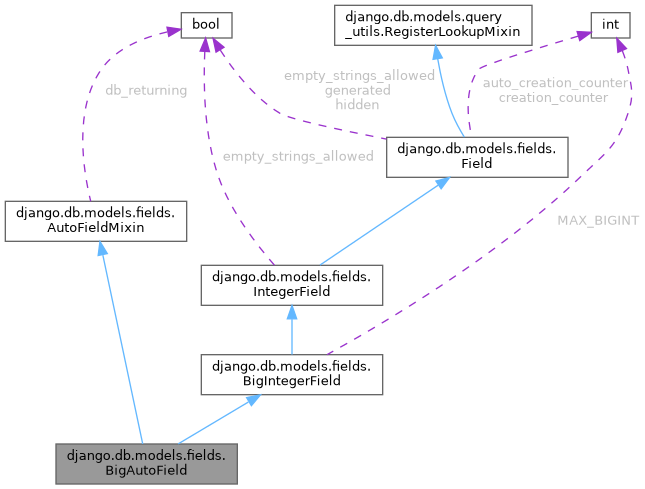 django.db.models.query
_utils.RegisterLookupMixin
bool
int
empty_strings_allowed
generated
hidden
auto_creation_counter
creation_counter
db_returning
django.db.models.fields.
Field
empty_strings_allowed
django.db.models.fields.
AutoFieldMixin
MAX_BIGINT
django.db.models.fields.
IntegerField
django.db.models.fields.
BigIntegerField
django.db.models.fields.
BigAutoField